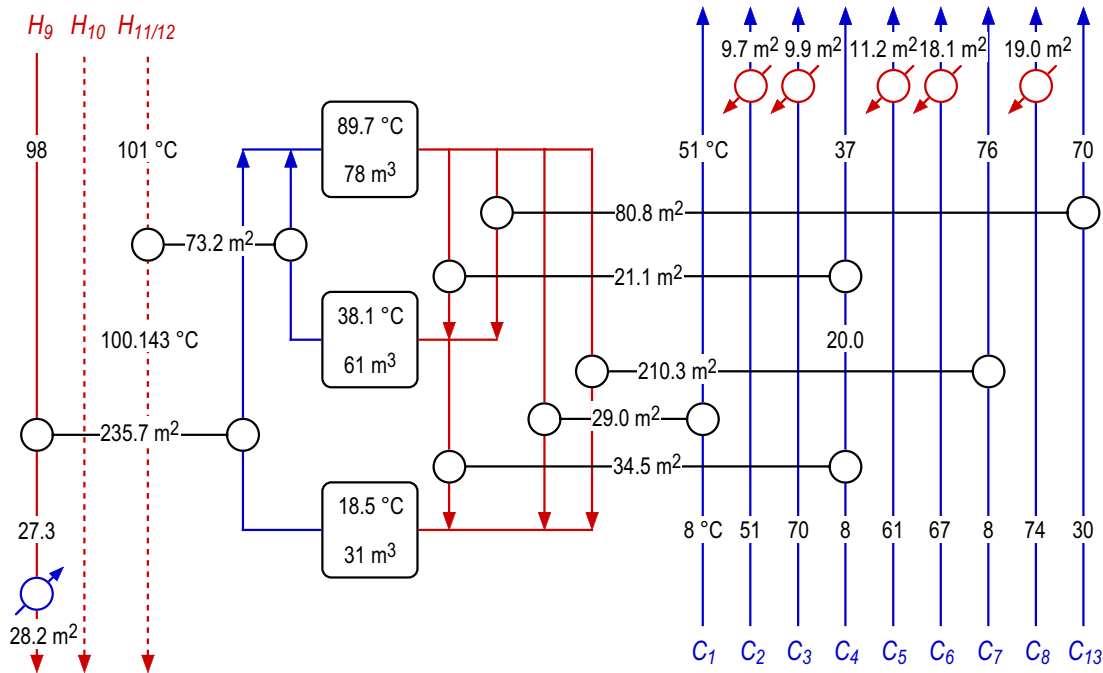 H9 H10 H11/12
9.7 m2 9.9 m2 11.2 m2 18.1 m2 19.0 m2
98 101 °C 89.7 °C 51 °C 37 76 70
78 m3
80.8 m2
73.2 m2
21.1 m2
38.1 °C
100.143 °C 20.0
61 m3
210.3 m2
29.0 m2
235.7 m2
34.5 m2
18.5 °C
27.3 8 °C 51 70 8 61 67 8 74 30
31 m3
28.2 m2
C1 C2 C3 C4 C5 C6 C7 C8 C13